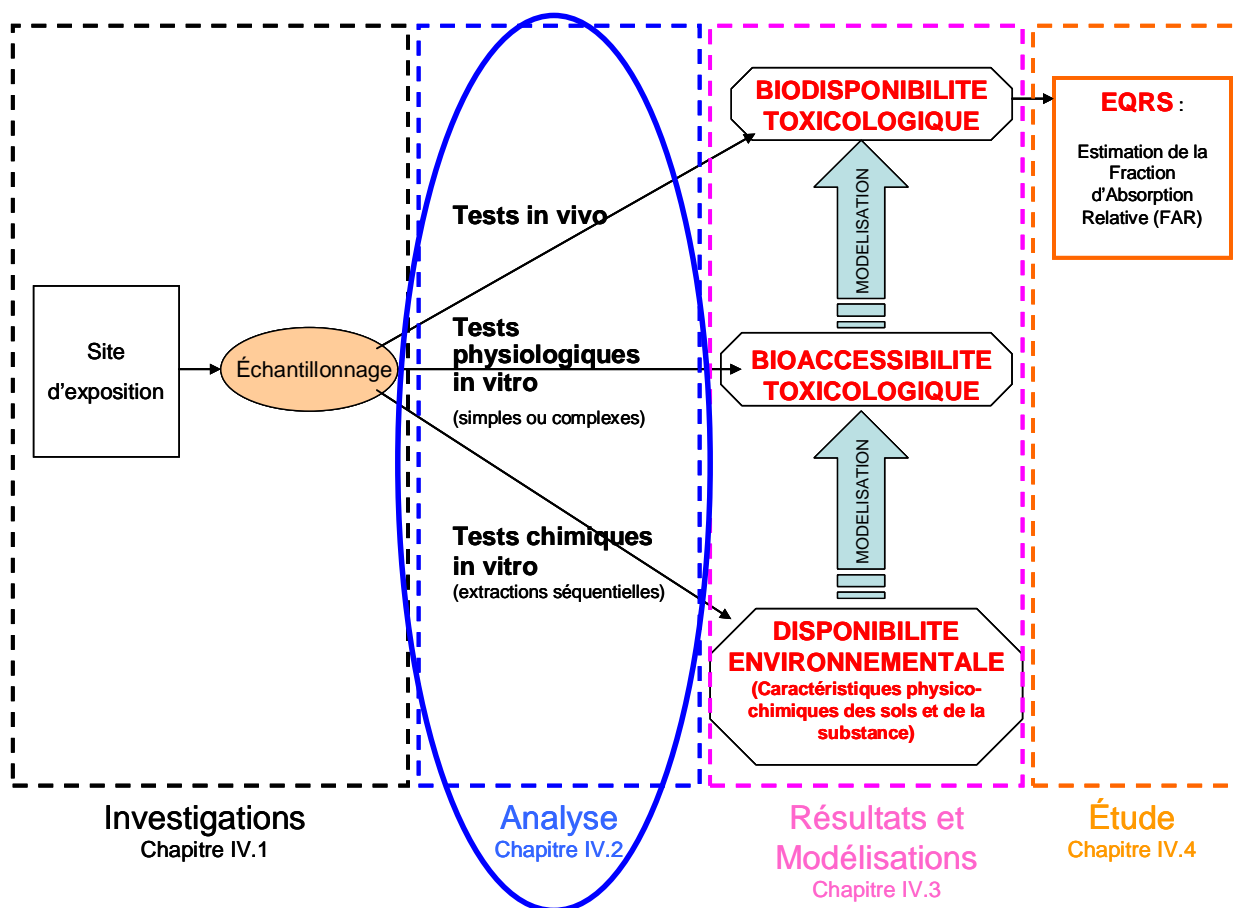 Site
d'exposition
Échantillonnage
Tests in vivo
Tests
physiologiques
in vitro
(simples ou complexes)
Tests chimiques
in vitro
(extractions séquentielles)
BIODISPONIBILITE
TOXICOLOGIQUE
MODELISATION
BIOACCESSIBILITE
TOXICOLOGIQUE
MODELISATION
DISPONIBILITE
ENVIRONNEMENTALE
(Caractéristiques physico-
chimiques des sols et de la
substance)
EQRS :
Estimation de la
Fraction
d'Absorption
Relative (FAR)
Investigations
Chapitre IV.1
Analyse
Chapitre IV.2
Résultats et
Modélisations
Chapitre IV.3
Étude
Chapitre IV.4